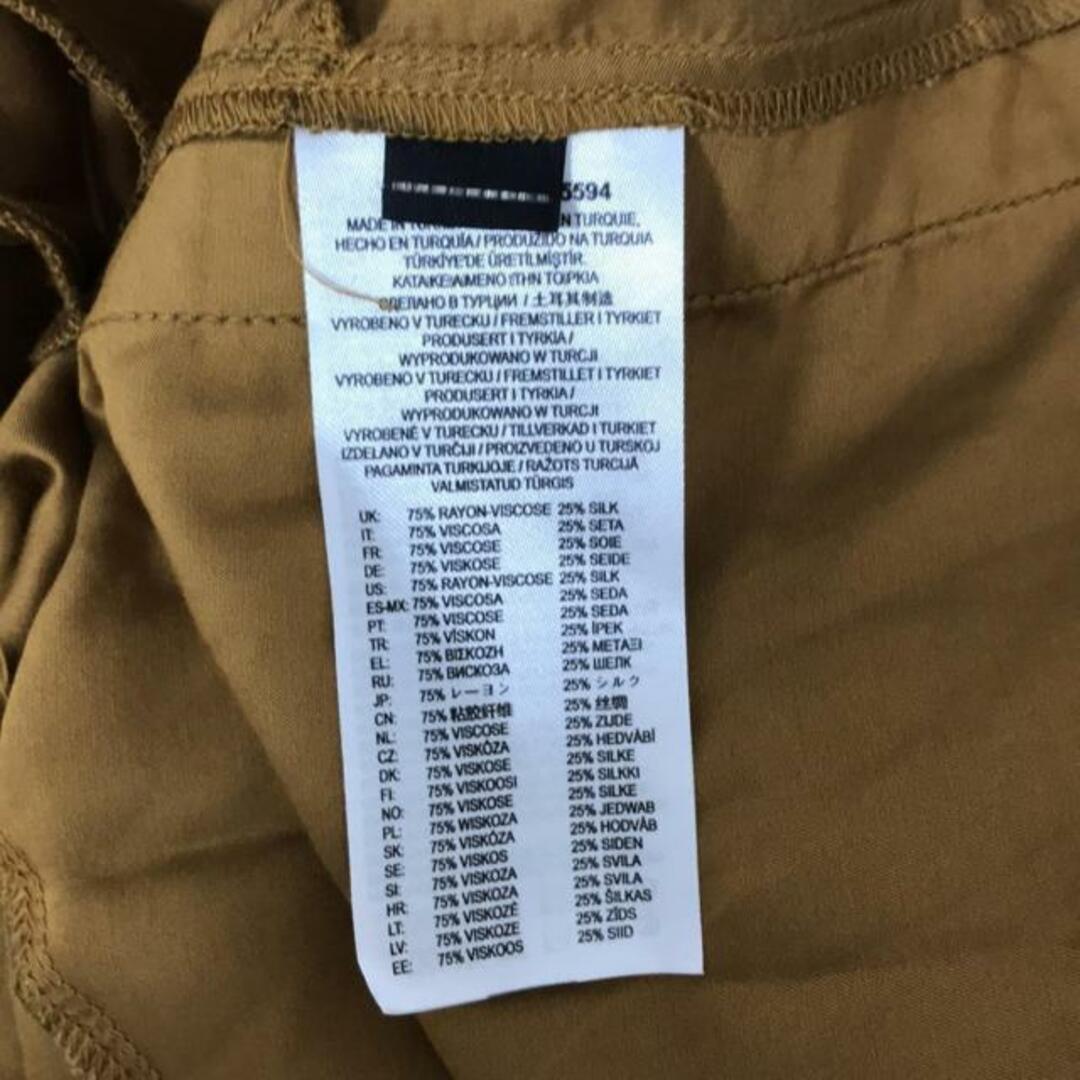 5594
MADE IN N TURQUIE,
HECHO EN TURQUÍA / PRODUZIDO NA TURQUIA
TÜRKİYE'DE ÜRETİLMİŞTİR.
ΚΑΤΑΙΚΕΙΑΙΜΕΝΟ ΙΤΗΝ ΤΟΙΡΚΙΑ
СДЕЛАНО В ТУРЦИИ / 土耳其制造
VYROBENO V TURECKU / FREMSTILLER I TYRKIET
PRODUSERT I TYRKIA /
WYPRODUKOWANO W TURCJI
VYROBENO V TURECKU / FREMSTILLET I TYRKIET
PRODUSERT I TYRKIA /
WYPRODUKOWANO W TURCJI
VYROBENÉ V TURECKU / TILLVERKAD I TURKIET
IZDELANO V TURČIJI / PROIZVEDENO U TURSKOJ
PAGAMINTA TURKIJOJE / RAŽOTS TURCIJA
VALMISTATUD TÜRGIS
UK: 75% RAYON-VISCOSE 25% SILK
IT: 75% VISCOSA 25% SETA
FR: 75% VISCOSE 25% SOIE
DE: 75% VISKOSE 25% SEIDE
US: 75% RAYON-VISCOSE 25% SILK
ES-MX: 75% VISCOSA 25% SEDA
PT: 75% VISCOSE 25% SEDA
TR: 75% VİSKON 25% İPEK
EL: 75% ΒΙΣΚΟΖΗ 25% ΜΕΤΑΞΙ
RU: 75% ВИСКОЗА 25% ШЕЛК
JP: 75% レーヨン 25% シルク
CN: 75% 粘胶纤维 25% 丝绸
NL: 75% VISCOSE 25% ZIJDE
CZ: 75% VISKÓZA 25% HEDVÁBÍ
DK: 75% VISKOSE 25% SILKE
FI: 75% VISKOOSI 25% SILKKI
NO: 75% VISKOSE 25% SILKE
PL: 75% WISKOZA 25% JEDWAB
SK: 75% VISKÓZA 25% HODVÁB
SE: 75% VISKOS 25% SIDEN
SI: 75% VISKOZA 25% SVILA
HR: 75% VISKOZA 25% SVILA
LT: 75% VISKOZĖ 25% ŠILKAS
LV: 75% VISKOZE 25% ZĪDS
EE: 75% VISKOOS 25% SIID